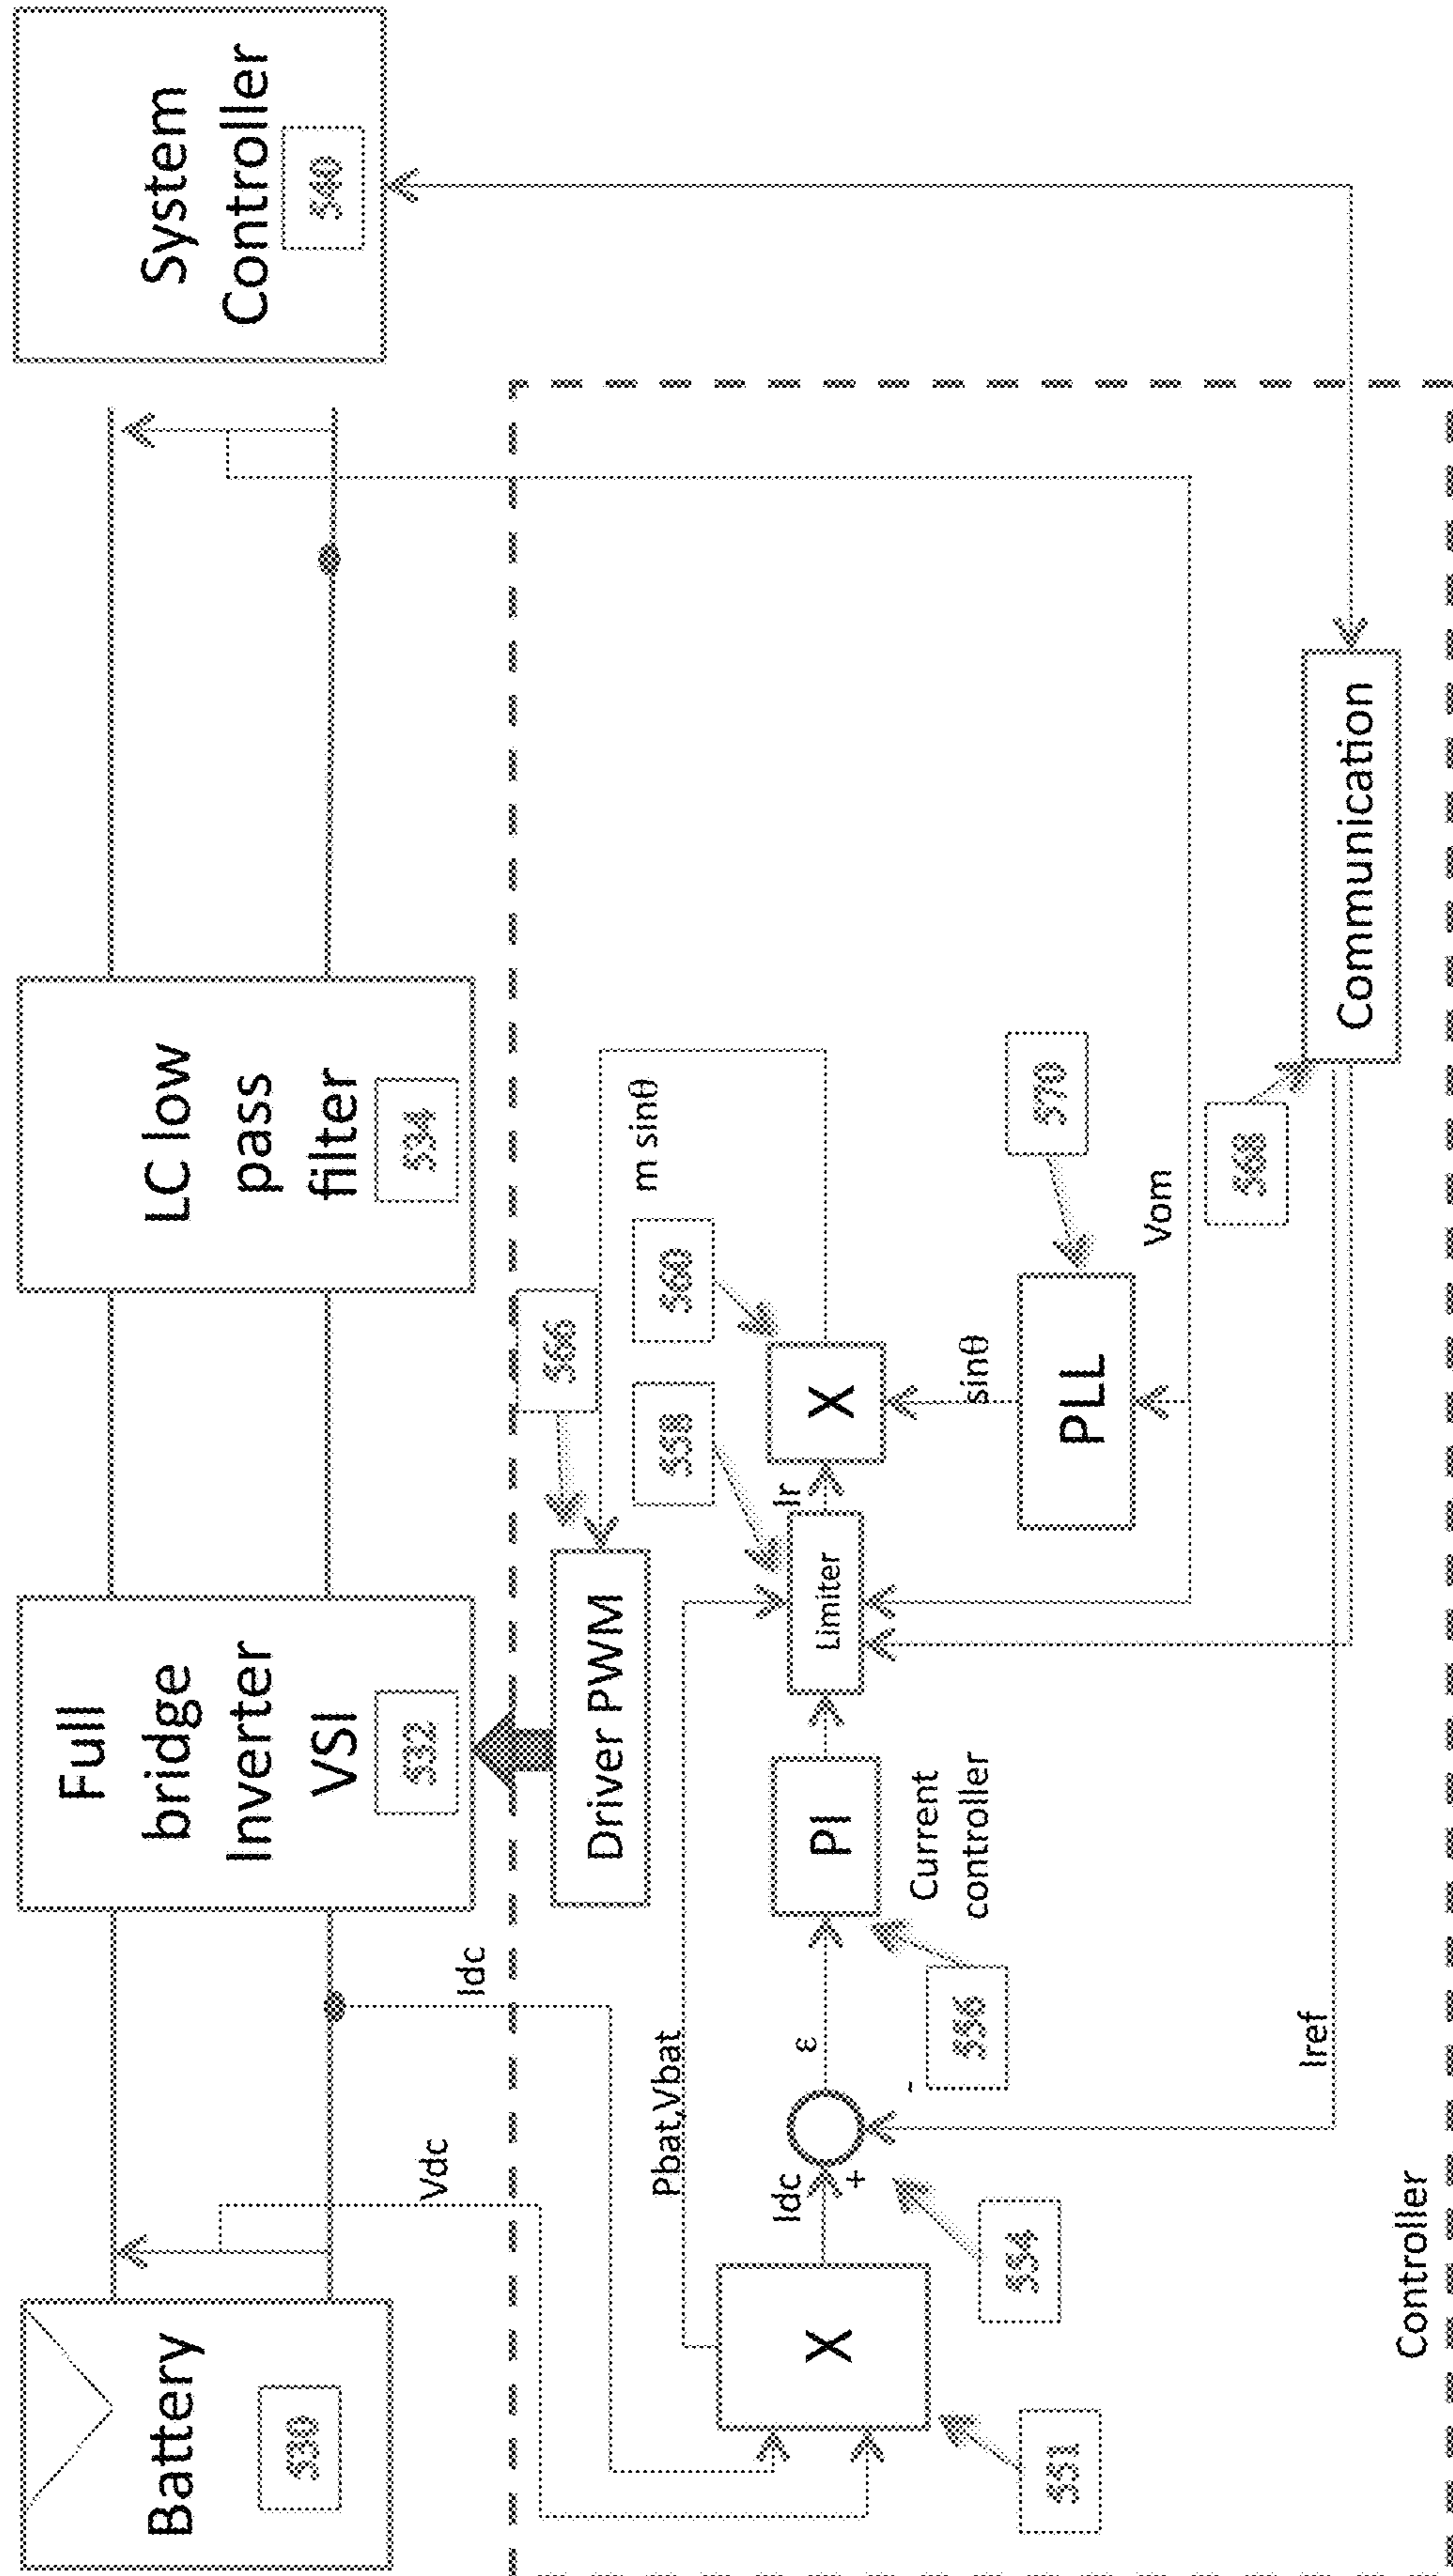 Battery
530
Full
bridge
Inverter
VSI
532
LC low
pass
filter
534
System
Controller
540
Vdc
Idc
Driver PWM
566
m sinθ
Pbat,Vbat
558
560
X
551
Idc
+
-
554
ε
PI
556
Current
controller
Limiter
Ir
X
sinθ
PLL
570
Vom
568
Iref
Communication
Controller